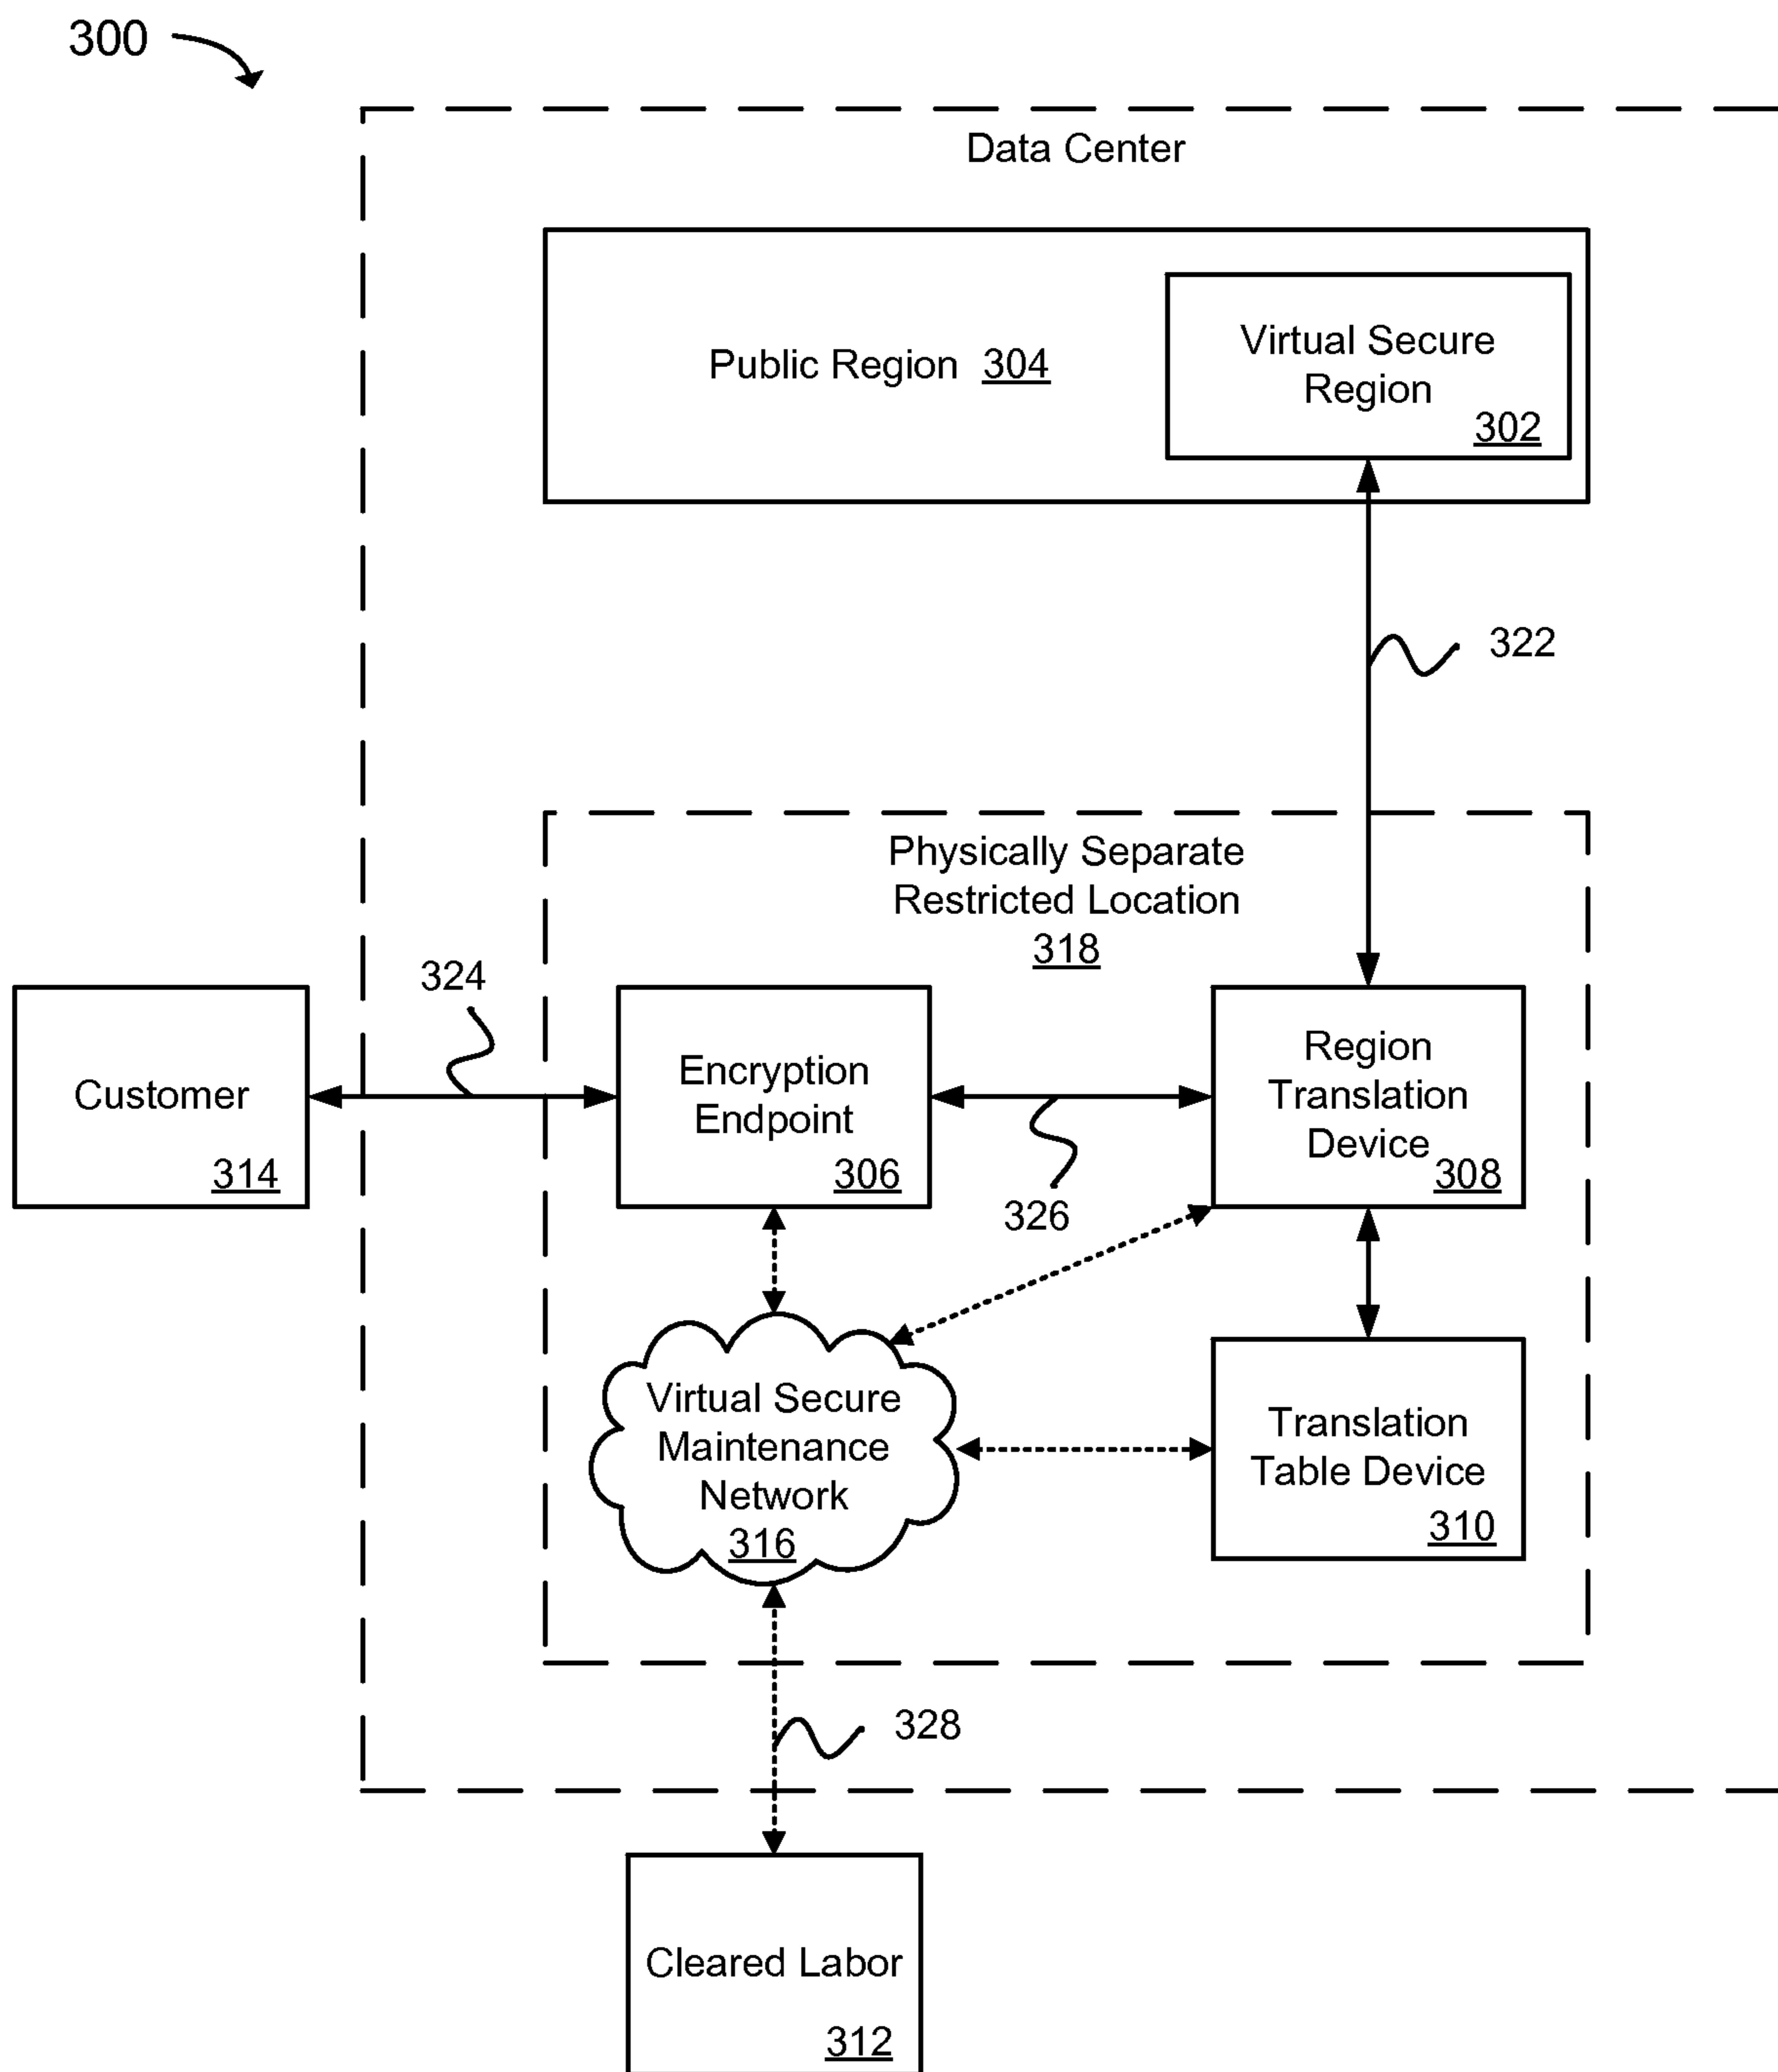 300
Data Center
Public Region 304
Virtual Secure
Region
302
322
Physically Separate
Restricted Location
318
324
Customer
314
Encryption
Endpoint
306
326
Region
Translation
Device
308
Virtual Secure
Maintenance
Network
316
Translation
Table Device
310
328
Cleared Labor
312